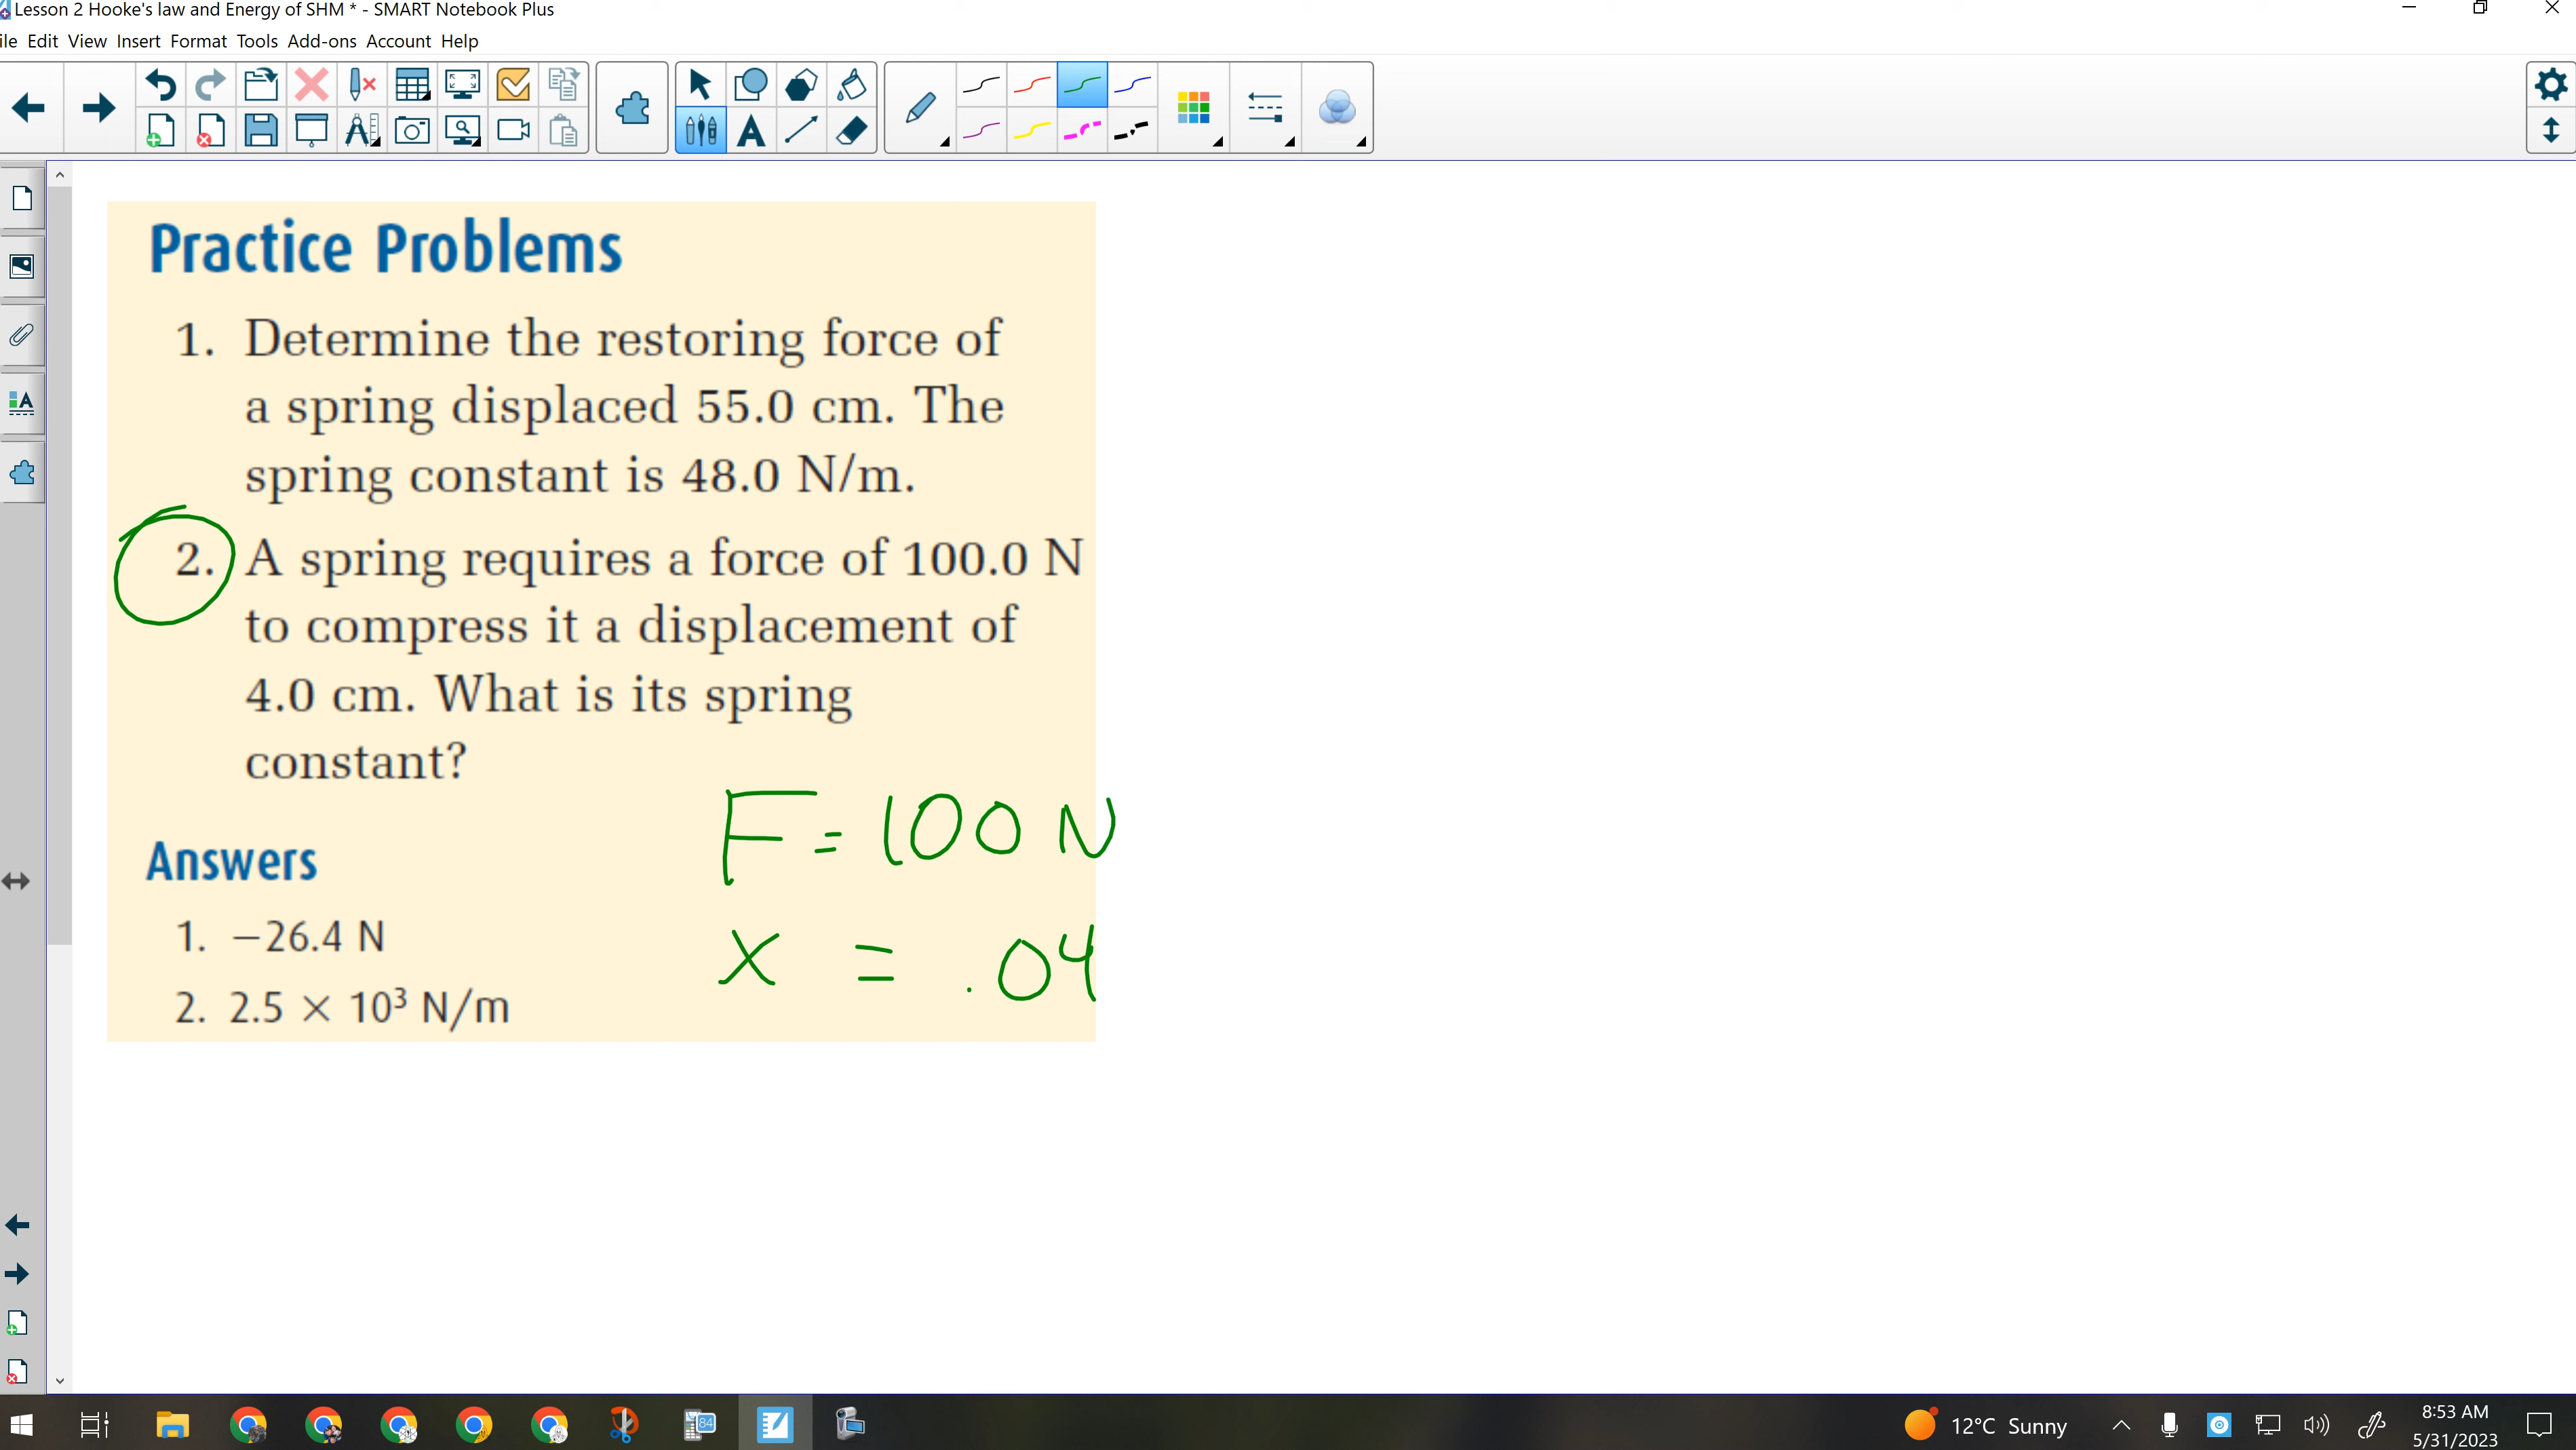 Lesson 2 Hooke's law and Energy of SHM * - SMART Notebook Plus
ile Edit View Insert Format Tools Add-ons Account Help
Practice Problems
1. Determine the restoring force of
a spring displaced 55.0 cm. The
spring constant is 48.0 N/m.
2. A spring requires a force of 100.0 N
to compress it a displacement of
4.0 cm. What is its spring
constant?
F = 100 N
Answers
x = .04
1. −26.4 N
2. 2.5 × 10³ N/m
84
12°C Sunny
8:53 AM
5/31/2023